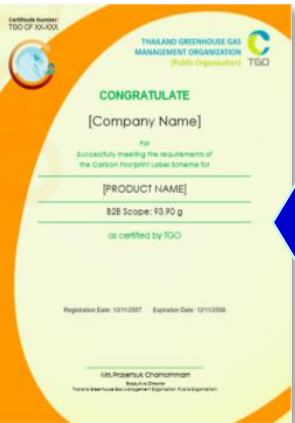 Certificate Number:
TGO CF XX-XXX
THAILAND GREENHOUSE GAS
MANAGEMENT ORGANIZATION
(Public Organization)
TGO
CONGRATULATE
[Company Name]
For
Successfully meeting the requirements of
the Carbon Footprint Label Scheme for
[PRODUCT NAME]
B2B Scope: 93.90 g
as certified by TGO
Registration Date: 13/11/2557 Expiration Date: 12/11/2558
Executive Director
Thailand Greenhouse Gas Management Organization (Public Organization)